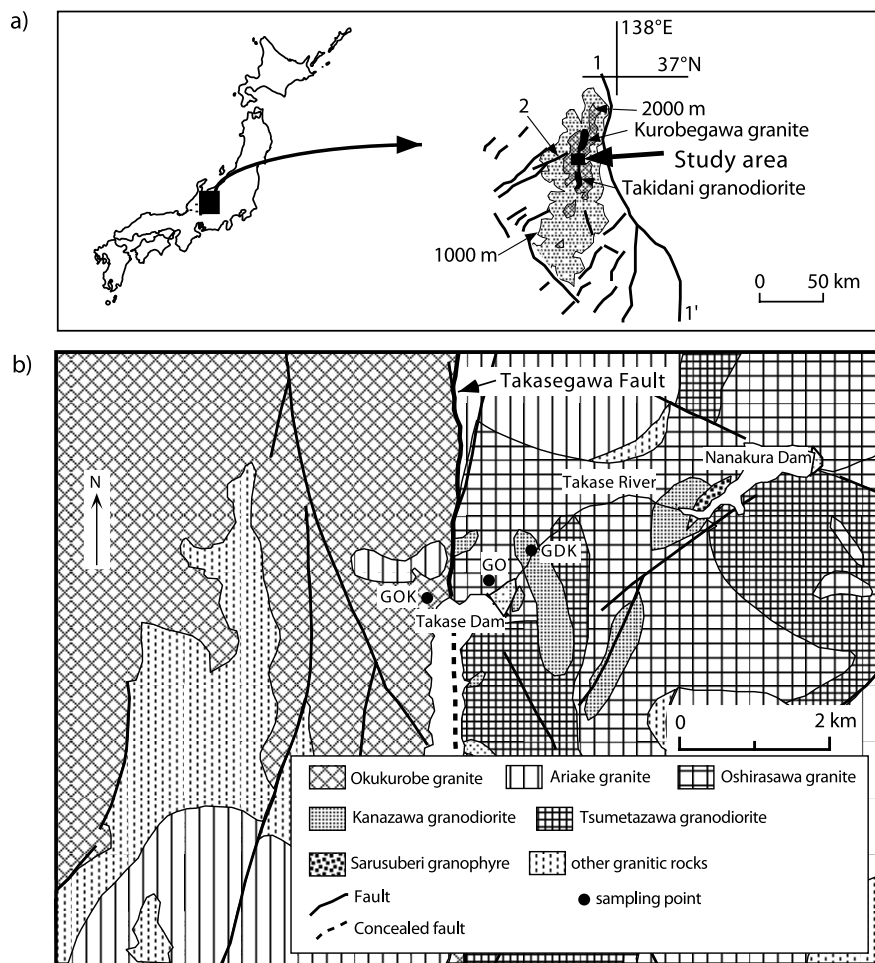 a)
138°E
1
37°N
2
2000 m
Kurobegawa granite
Study area
Takidani granodiorite
1000 m
0 50 km
1'
b)
Takasegawa Fault
Nanakura Dam
Takase River
N
GDK
GO
GOK
Takase Dam
0 2 km
Okukurobe granite Ariake granite Oshirasawa granite
Kanazawa granodiorite Tsumetazawa granodiorite
Sarusuberi granophyre other granitic rocks
Fault sampling point
Concealed fault